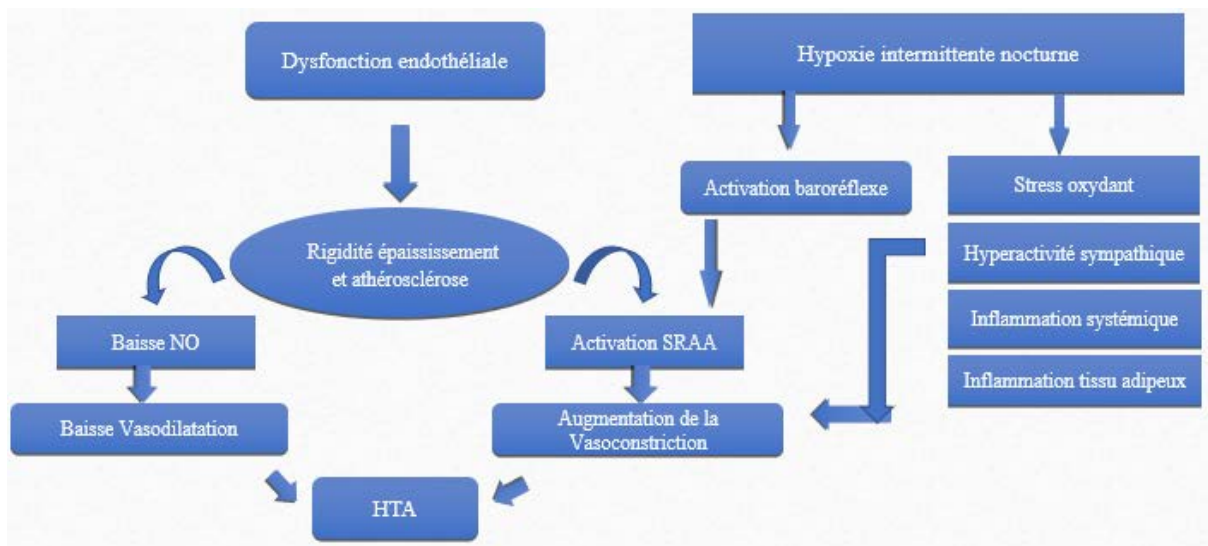 Dysfonction endothéliale
Hypoxie intermittente nocturne
Activation baroréflexe
Stress oxydant
Rigidité épaississement
et athérosclérose
Hyperactivité sympathique
Inflammation systémique
Inflammation tissu adipeux
Baisse NO
Activation SRAA
Baisse Vasodilatation
Augmentation de la
Vasoconstriction
HTA